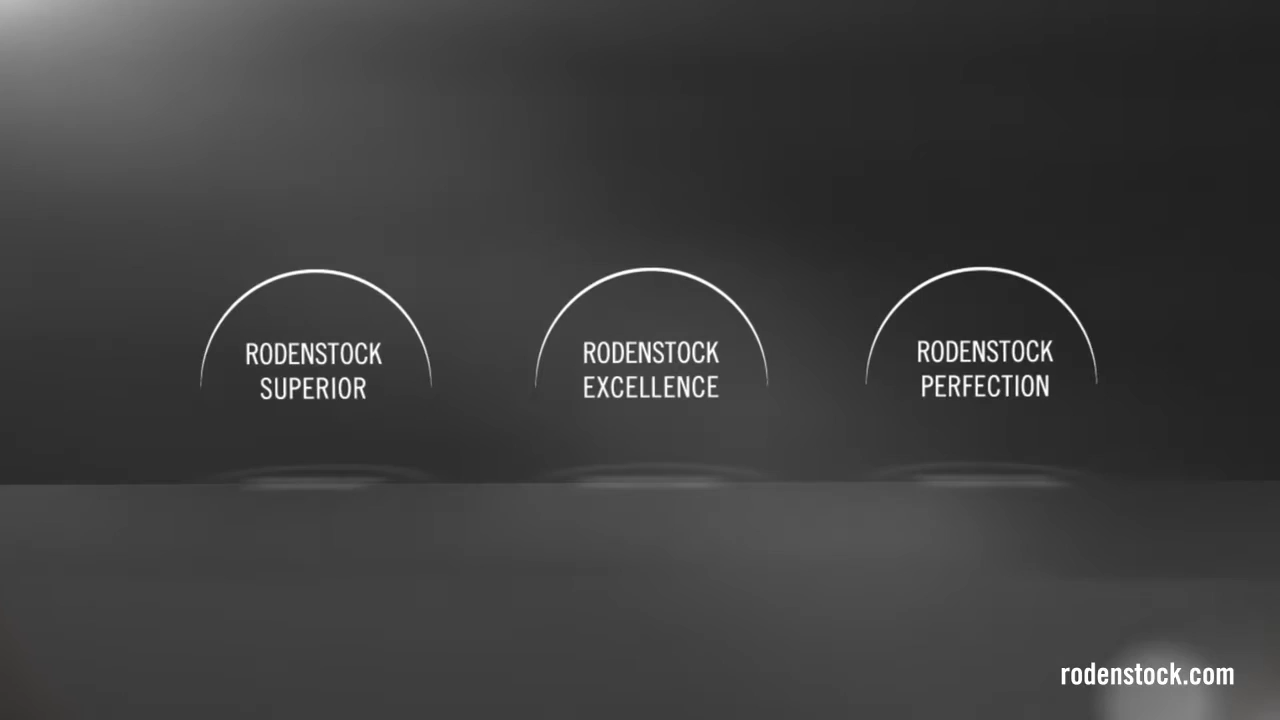 RODENSTOCK
SUPERIOR
RODENSTOCK
EXCELLENCE
RODENSTOCK
PERFECTION
rodenstock.com